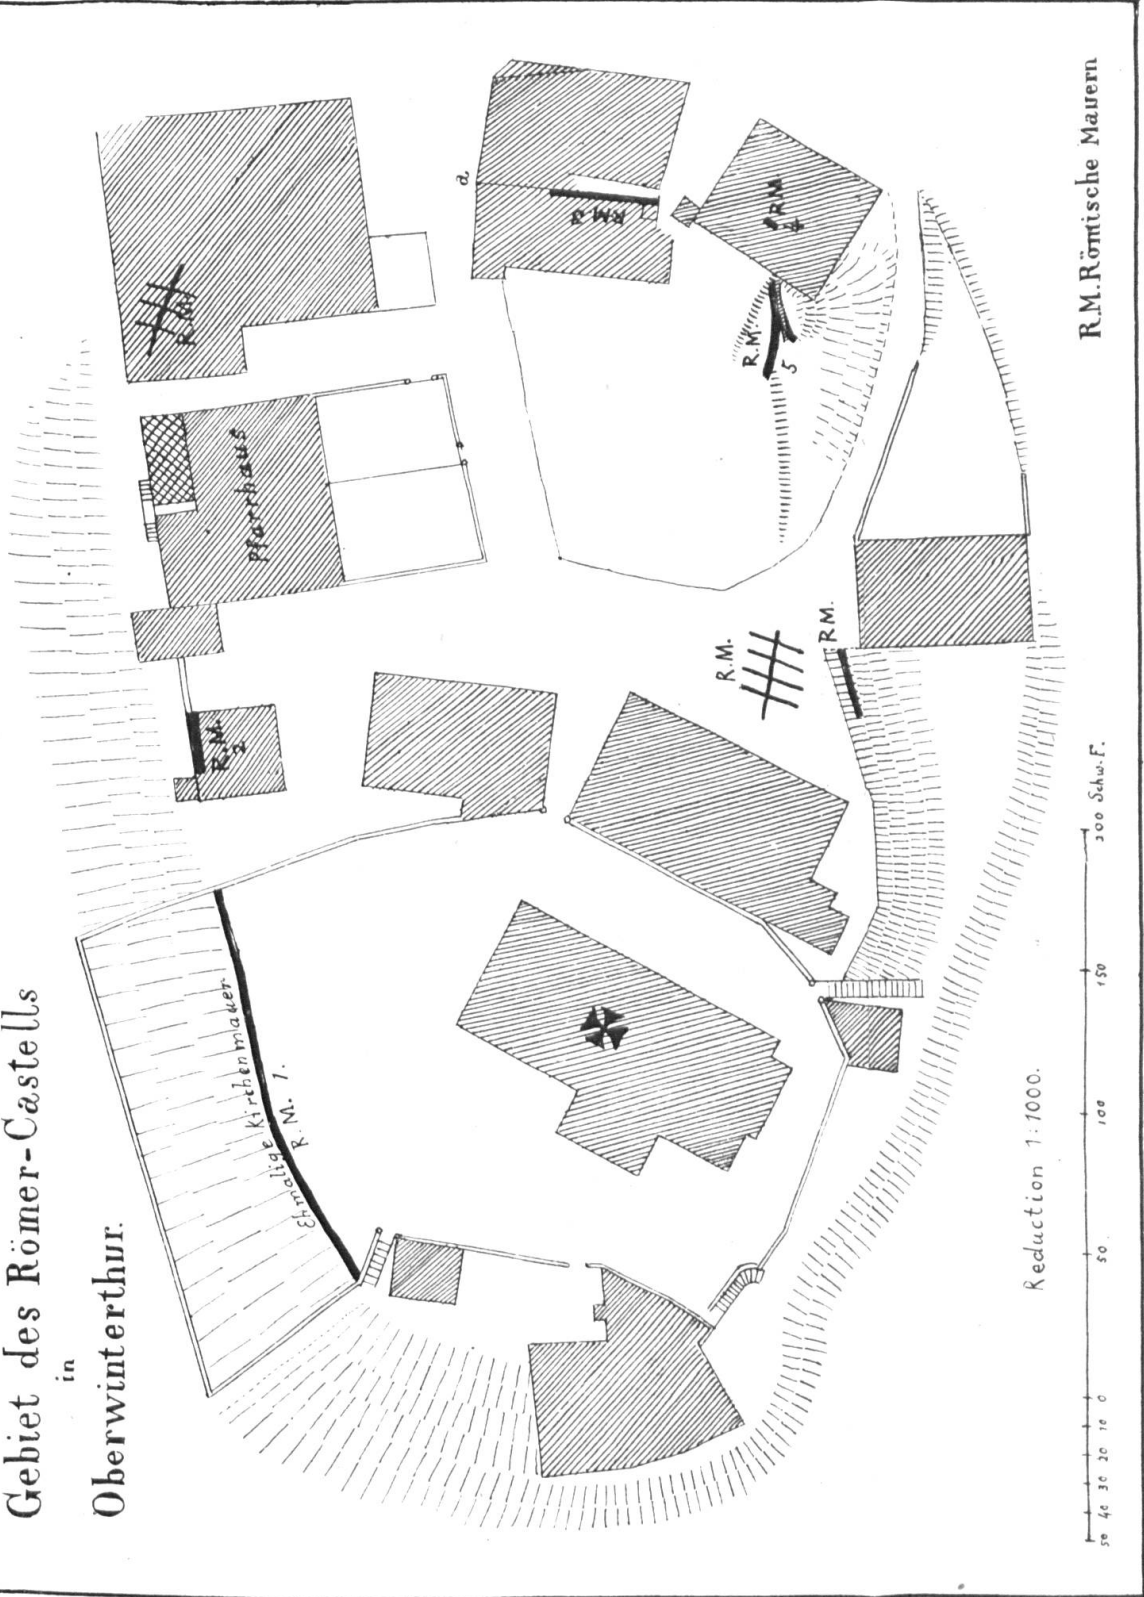 Gebiet des Römer-Castells
in
Oberwinterthur.
Ehmalige Kirchenmauer
R. M. 1.
R. M.
2
Pfarrhaus
R. M.
a
R M
3
R M
4
R. M.
5
R. M.
R M.
Reduction 1:1000.
50 40 30 20 10 0 50 100 150 200 Schw. F.
R. M. Römische Mauern